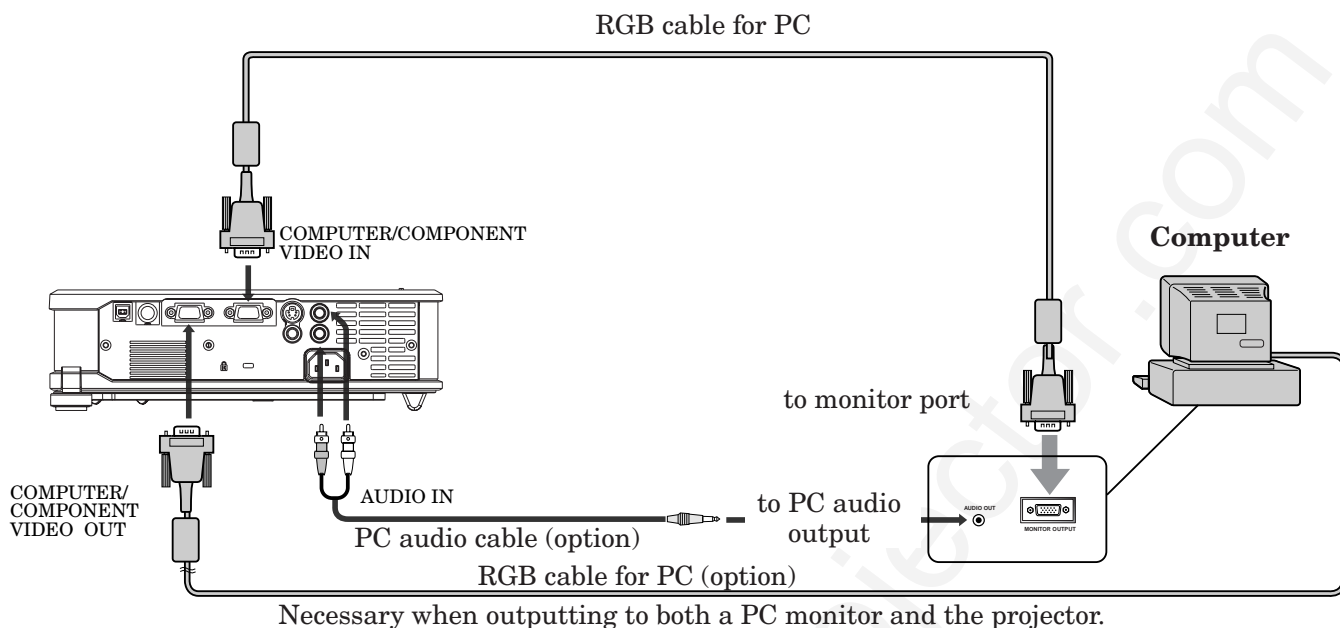 RGB cable for PC
COMPUTER/COMPONENT
VIDEO IN
Computer
to monitor port
COMPUTER/
COMPONENT
VIDEO OUT
AUDIO IN
PC audio cable (option)
to PC audio
output
AUDIO OUT
MONITOR OUTPUT
RGB cable for PC (option)
Necessary when outputting to both a PC monitor and the projector.